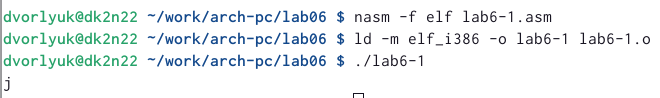 dvorlyuk@dk2n22 ~/work/arch-pc/lab06 $ nasm -f elf lab6-1.asm
dvorlyuk@dk2n22 ~/work/arch-pc/lab06 $ ld -m elf_i386 -o lab6-1 lab6-1.o
dvorlyuk@dk2n22 ~/work/arch-pc/lab06 $ ./lab6-1
j